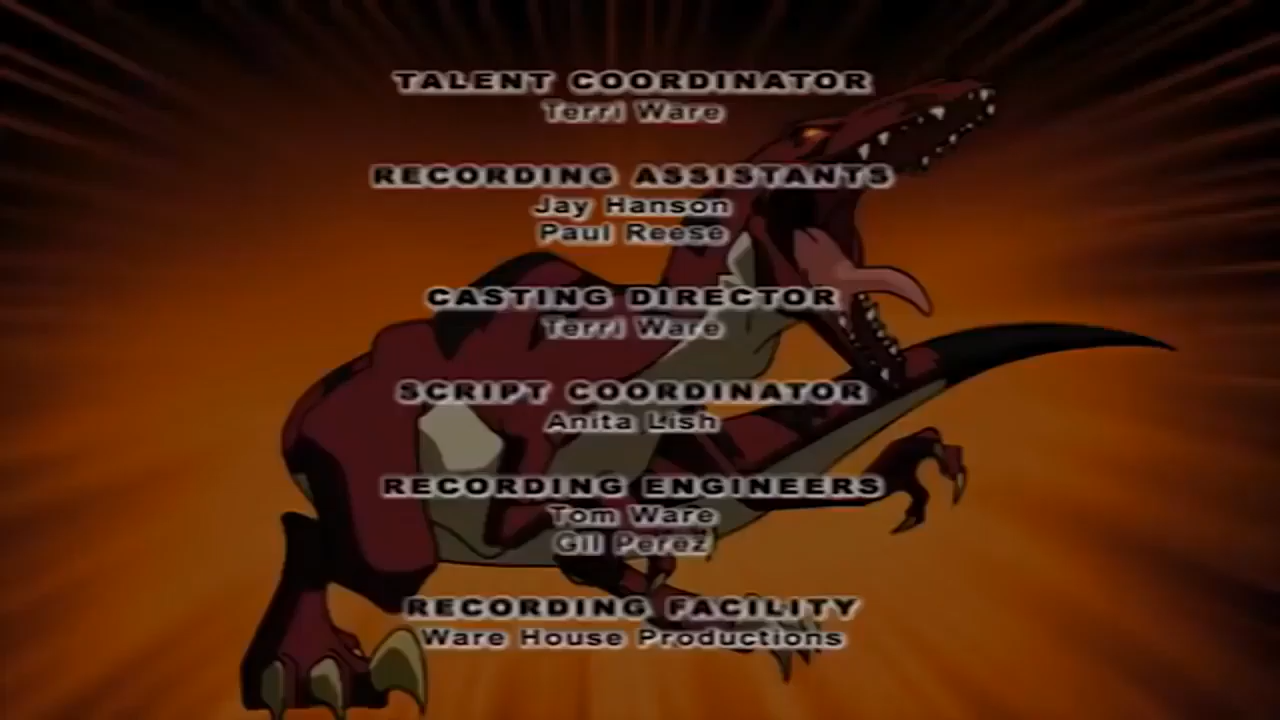 TALENT COORDINATOR
Terri Ware
RECORDING ASSISTANTS
Jay Hanson
Paul Reese
CASTING DIRECTOR
Terri Ware
SCRIPT COORDINATOR
Anita Lish
RECORDING ENGINEERS
Tom Ware
Gil Perez
RECORDING FACILITY
Ware House Productions